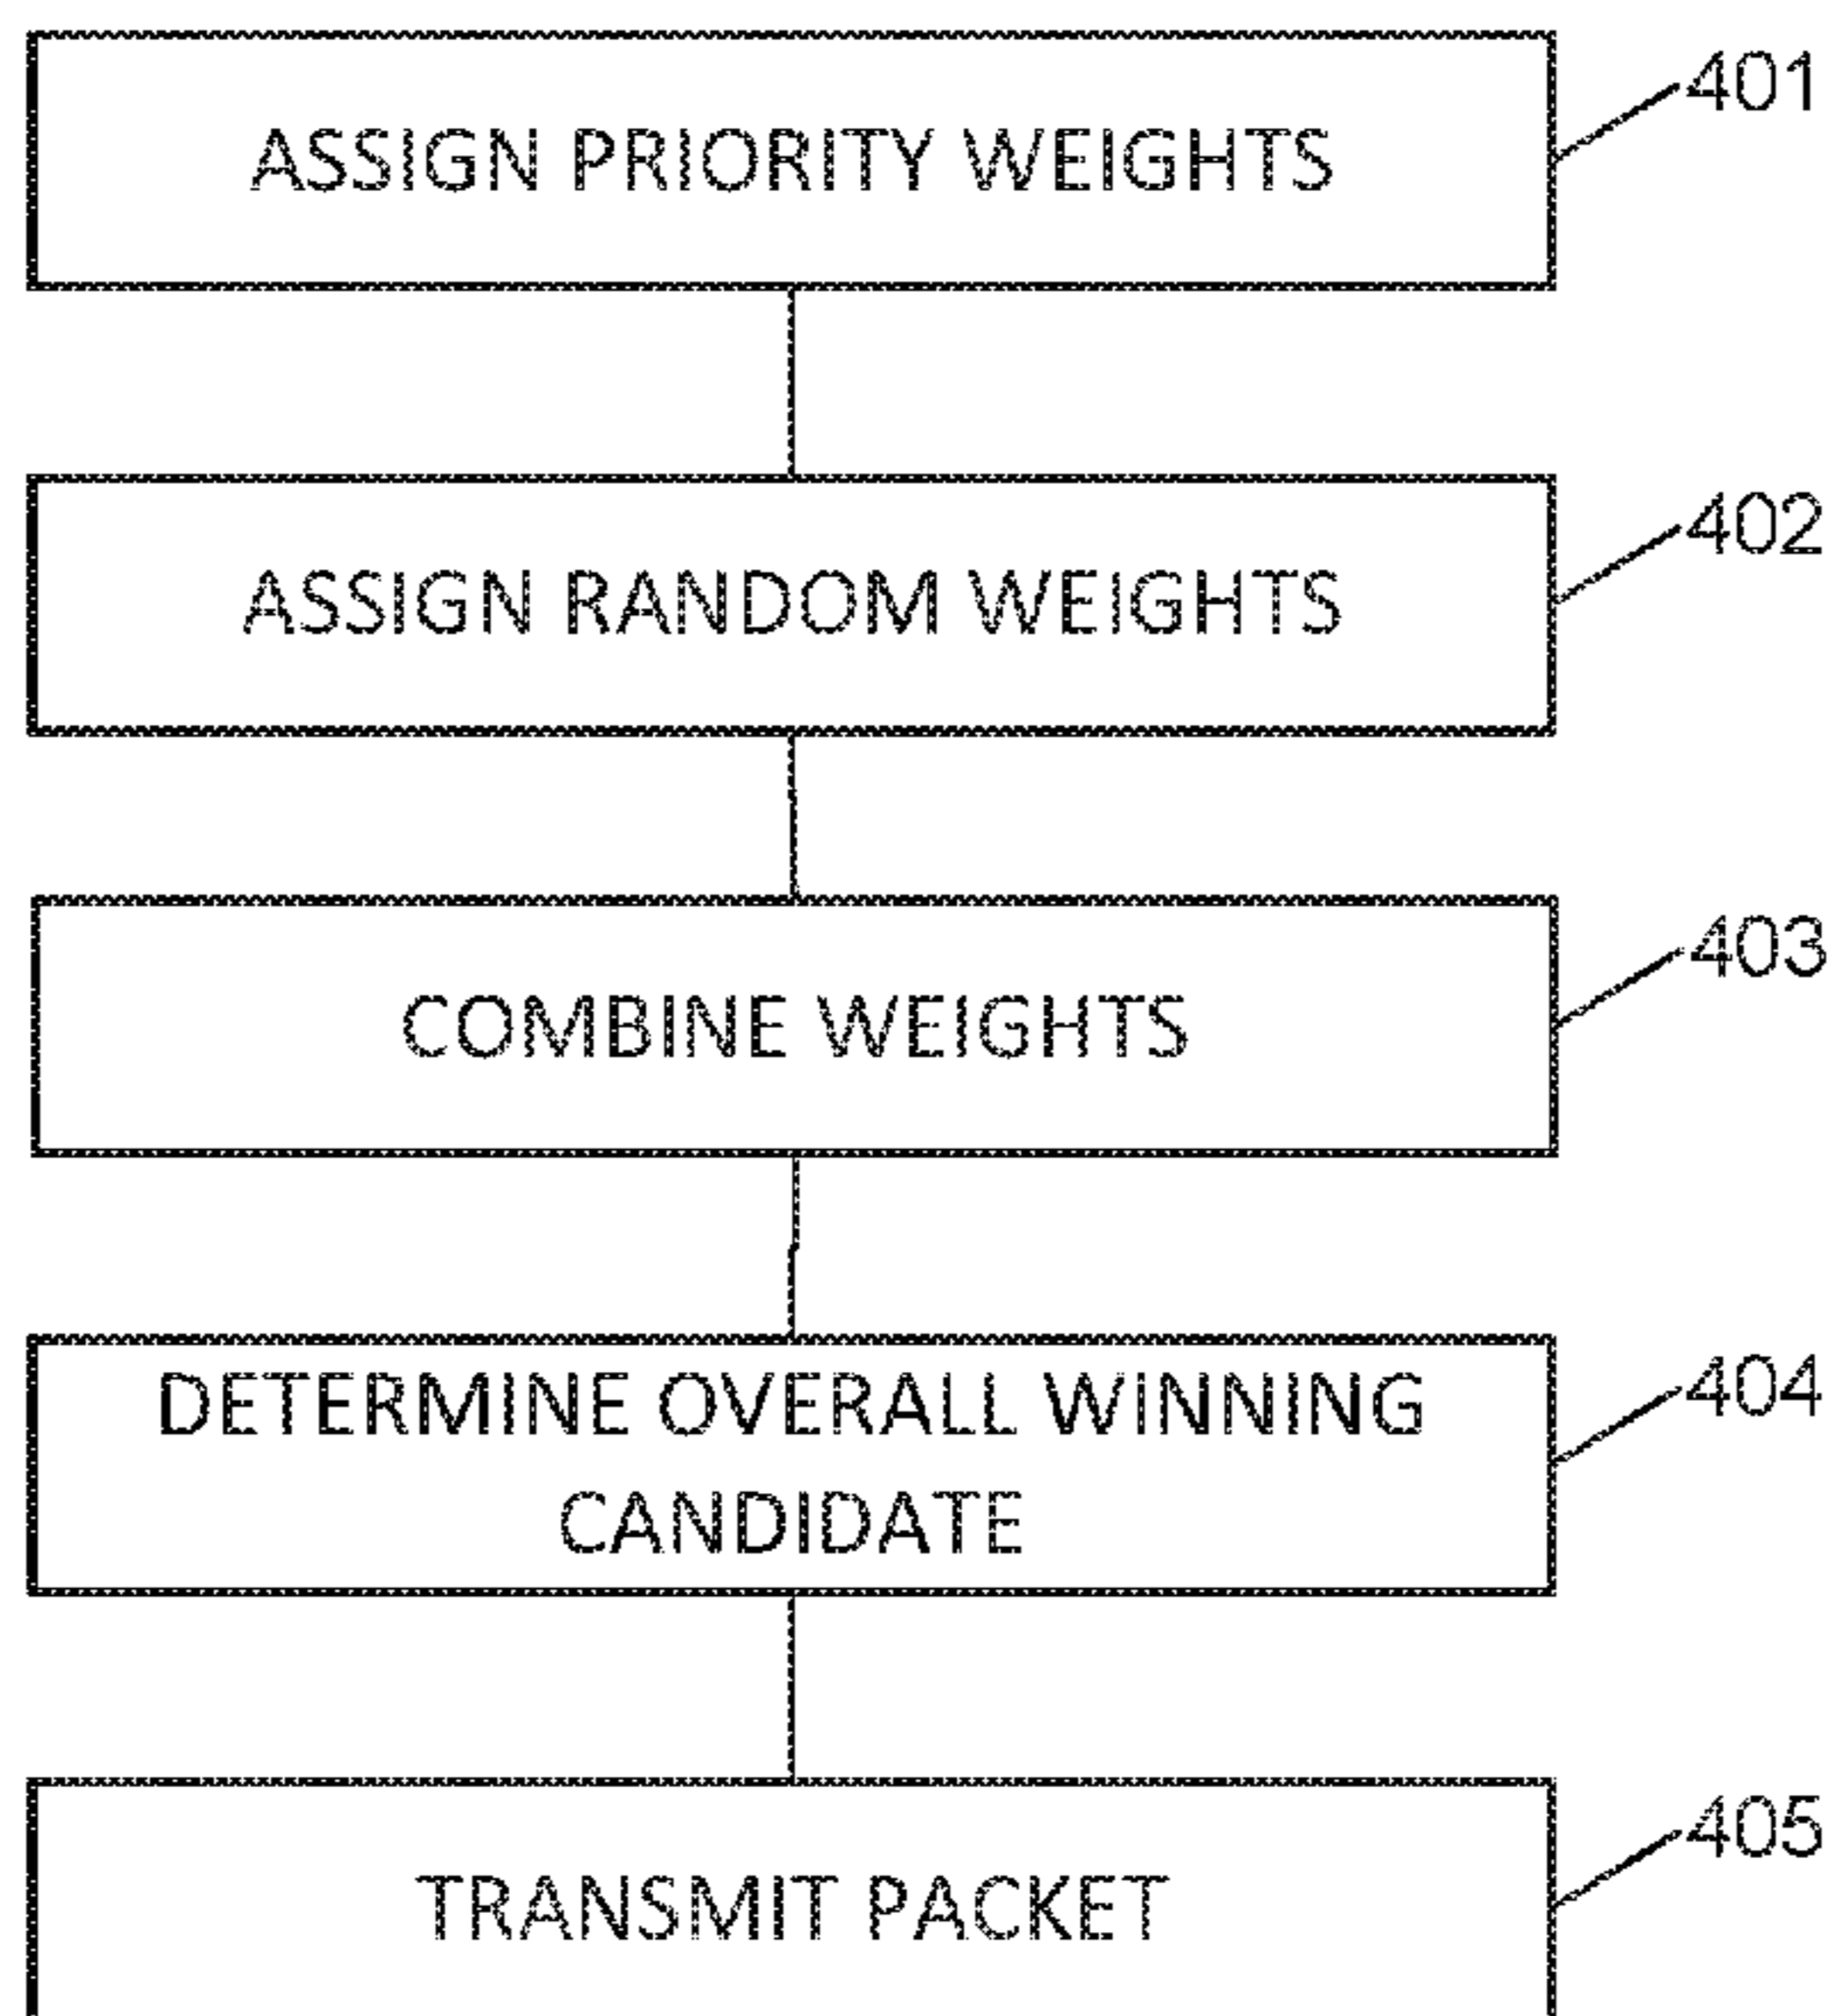 401
ASSIGN PRIORITY WEIGHTS
402
ASSIGN RANDOM WEIGHTS
403
COMBINE WEIGHTS
404
DETERMINE OVERALL WINNING
CANDIDATE
405
TRANSMIT PACKET